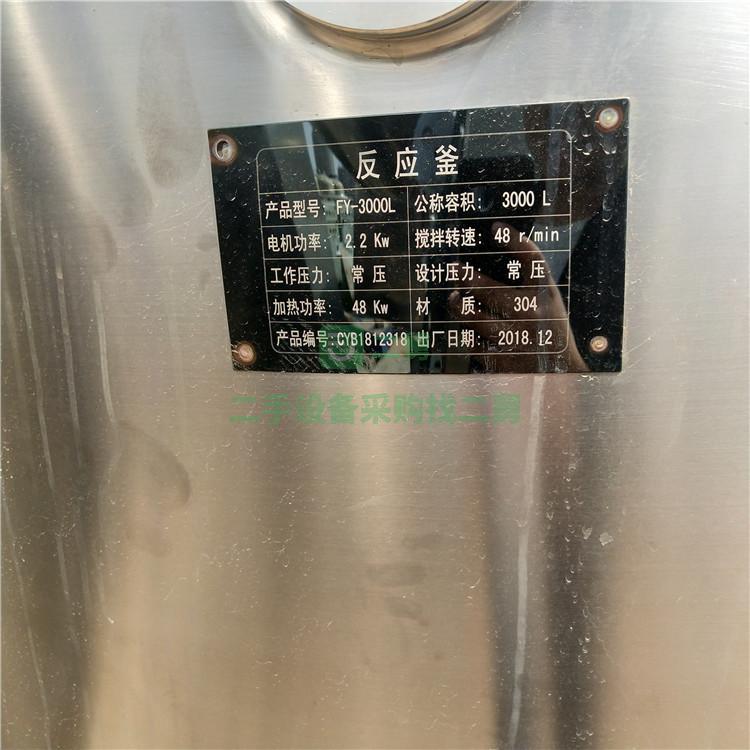 反应釜
产品型号: FY-3000L 公称容积: 3000 L
电机功率: 2.2 Kw 搅拌转速: 48 r/min
工作压力: 常压 设计压力: 常压
加热功率: 48 Kw 材 质: 304
产品编号: CYB1812318 出厂日期: 2018.12
二手设备采购找二勇